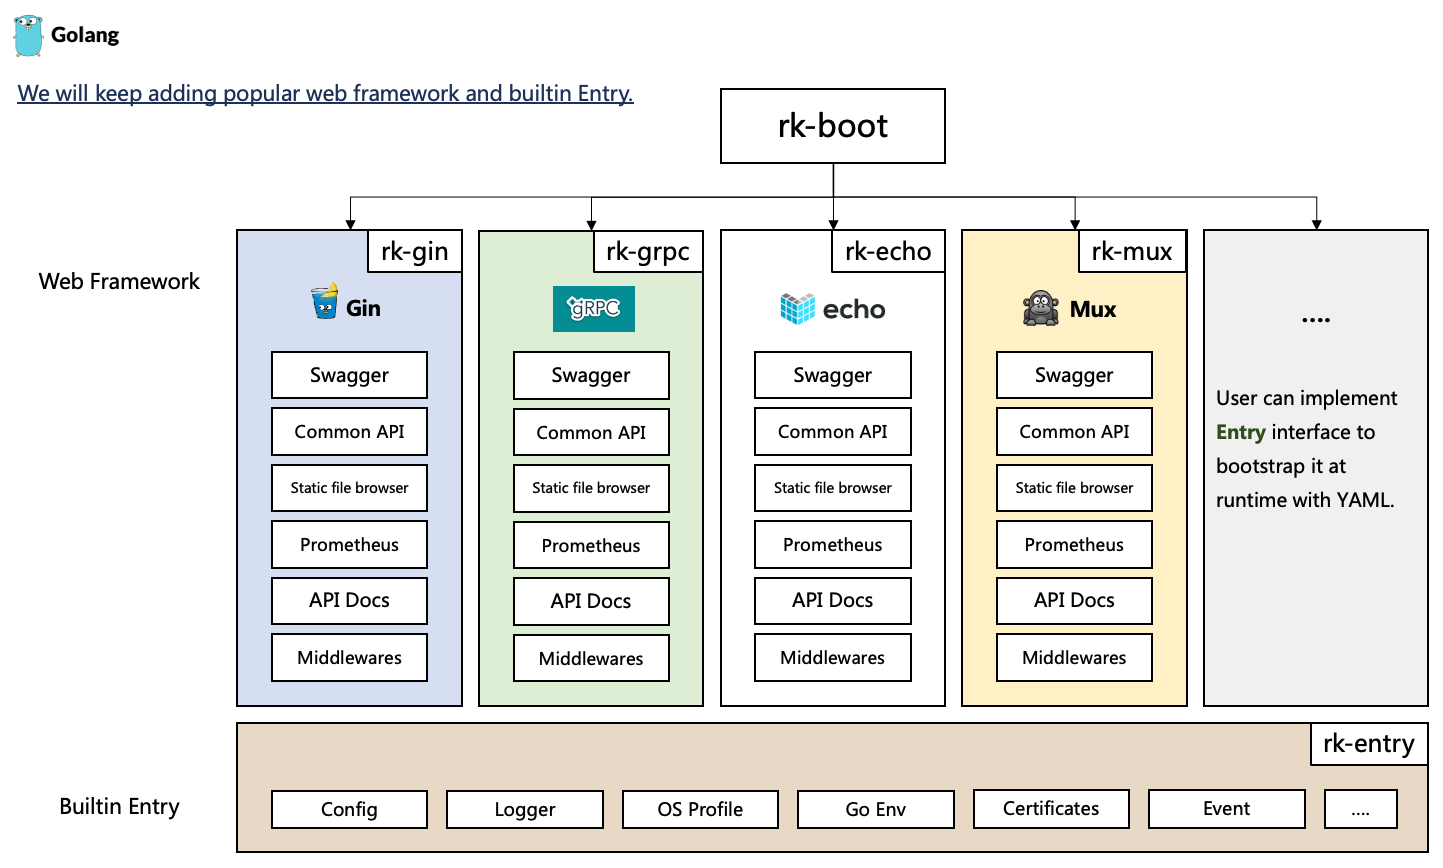 Golang
We will keep adding popular web framework and builtin Entry.
rk-boot
Web Framework
rk-gin
Gin
Swagger
Common API
Static file browser
Prometheus
API Docs
Middlewares
rk-grpc
gRPC
Swagger
Common API
Static file browser
Prometheus
API Docs
Middlewares
rk-echo
echo
Swagger
Common API
Static file browser
Prometheus
API Docs
Middlewares
rk-mux
Mux
Swagger
Common API
Static file browser
Prometheus
API Docs
Middlewares
....
User can implement
Entry interface to
bootstrap it at
runtime with YAML.
Builtin Entry
rk-entry
Config
Logger
OS Profile
Go Env
Certificates
Event
....